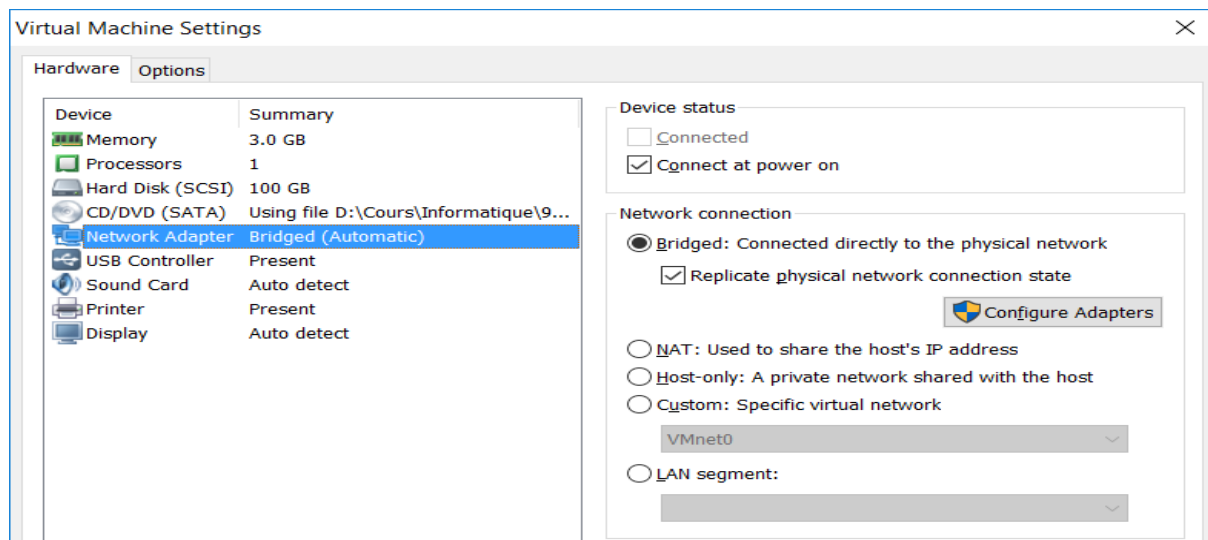 Virtual Machine Settings
Hardware Options
Device Summary
Memory 3.0 GB
Processors 1
Hard Disk (SCSI) 100 GB
CD/DVD (SATA) Using file D:\Cours\Informatique\9...
Network Adapter Bridged (Automatic)
USB Controller Present
Sound Card Auto detect
Printer Present
Display Auto detect
Device status
Connected
Connect at power on
Network connection
Bridged: Connected directly to the physical network
Replicate physical network connection state
Configure Adapters
NAT: Used to share the host's IP address
Host-only: A private network shared with the host
Custom: Specific virtual network
VMnet0
LAN segment: